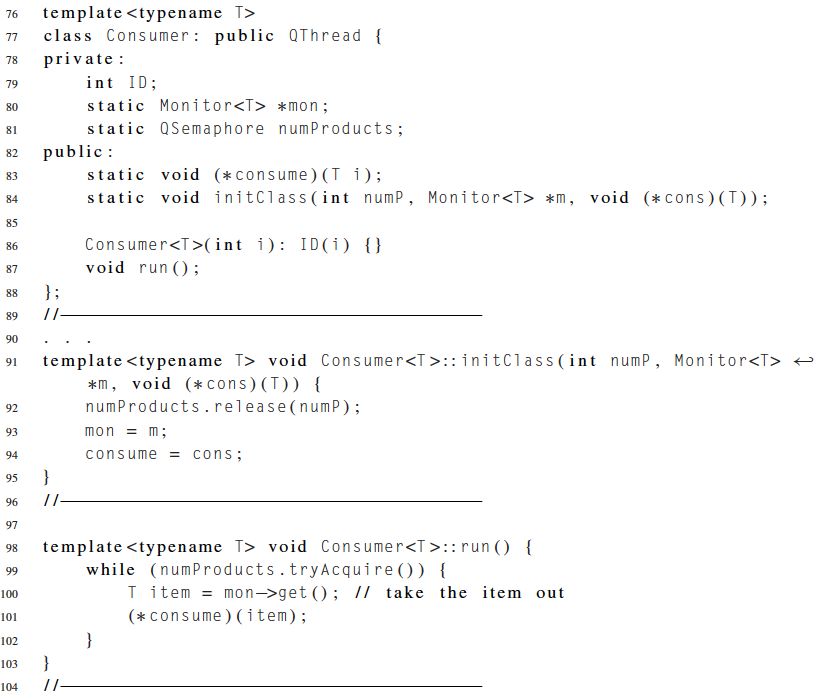 76 template<typename T>
77 class Consumer: public QThread {
78 private:
79 int ID;
80 static Monitor<T> *mon;
81 static QSemaphore numProducts;
82 public:
83 static void (*consume)(T i);
84 static void initClass(int numP, Monitor<T> *m, void (*cons)(T));
85
86 Consumer<T>(int i): ID(i) {}
87 void run();
88 };
89 //————————————————————
90 . . .
91 template<typename T> void Consumer<T>::initClass(int numP, Monitor<T> ↩
*m, void (*cons)(T)) {
92 numProducts.release(numP);
93 mon = m;
94 consume = cons;
95 }
96 //————————————————————
97
98 template<typename T> void Consumer<T>::run() {
99 while (numProducts.tryAcquire()) {
100 T item = mon->get(); // take the item out
101 (*consume)(item);
102 }
103 }
104 //————————————————————